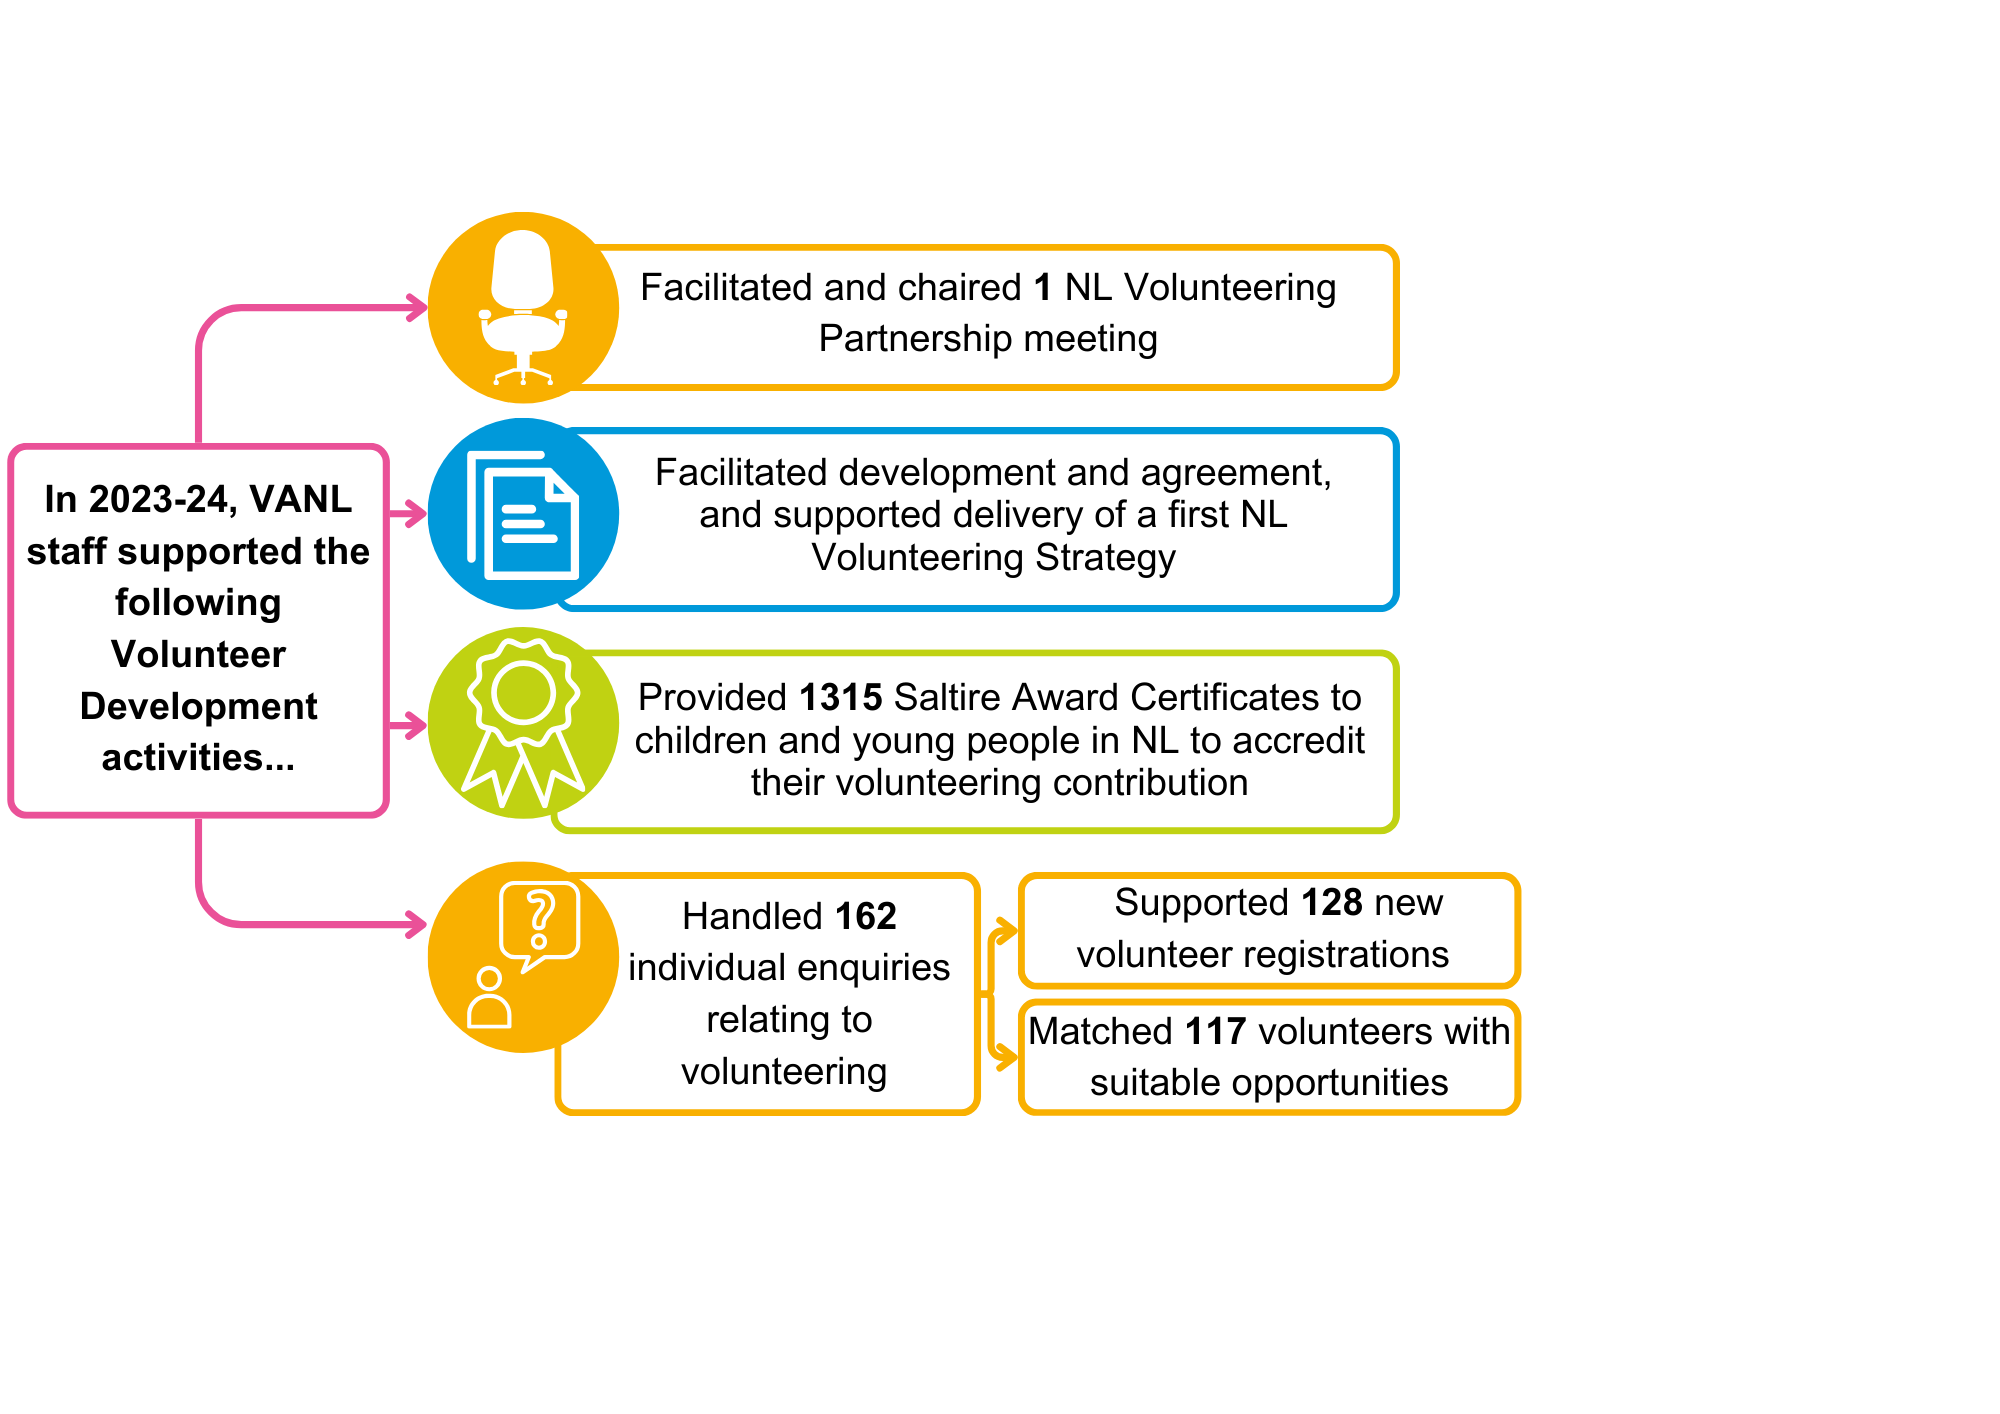 In 2023-24, VANL
staff supported the
following
Volunteer
Development
activities...
Facilitated and chaired 1 NL Volunteering
Partnership meeting
Facilitated development and agreement,
and supported delivery of a first NL
Volunteering Strategy
Provided 1315 Saltire Award Certificates to
children and young people in NL to accredit
their volunteering contribution
?
Handled 162
individual enquiries
relating to
volunteering
Supported 128 new
volunteer registrations
Matched 117 volunteers with
suitable opportunities